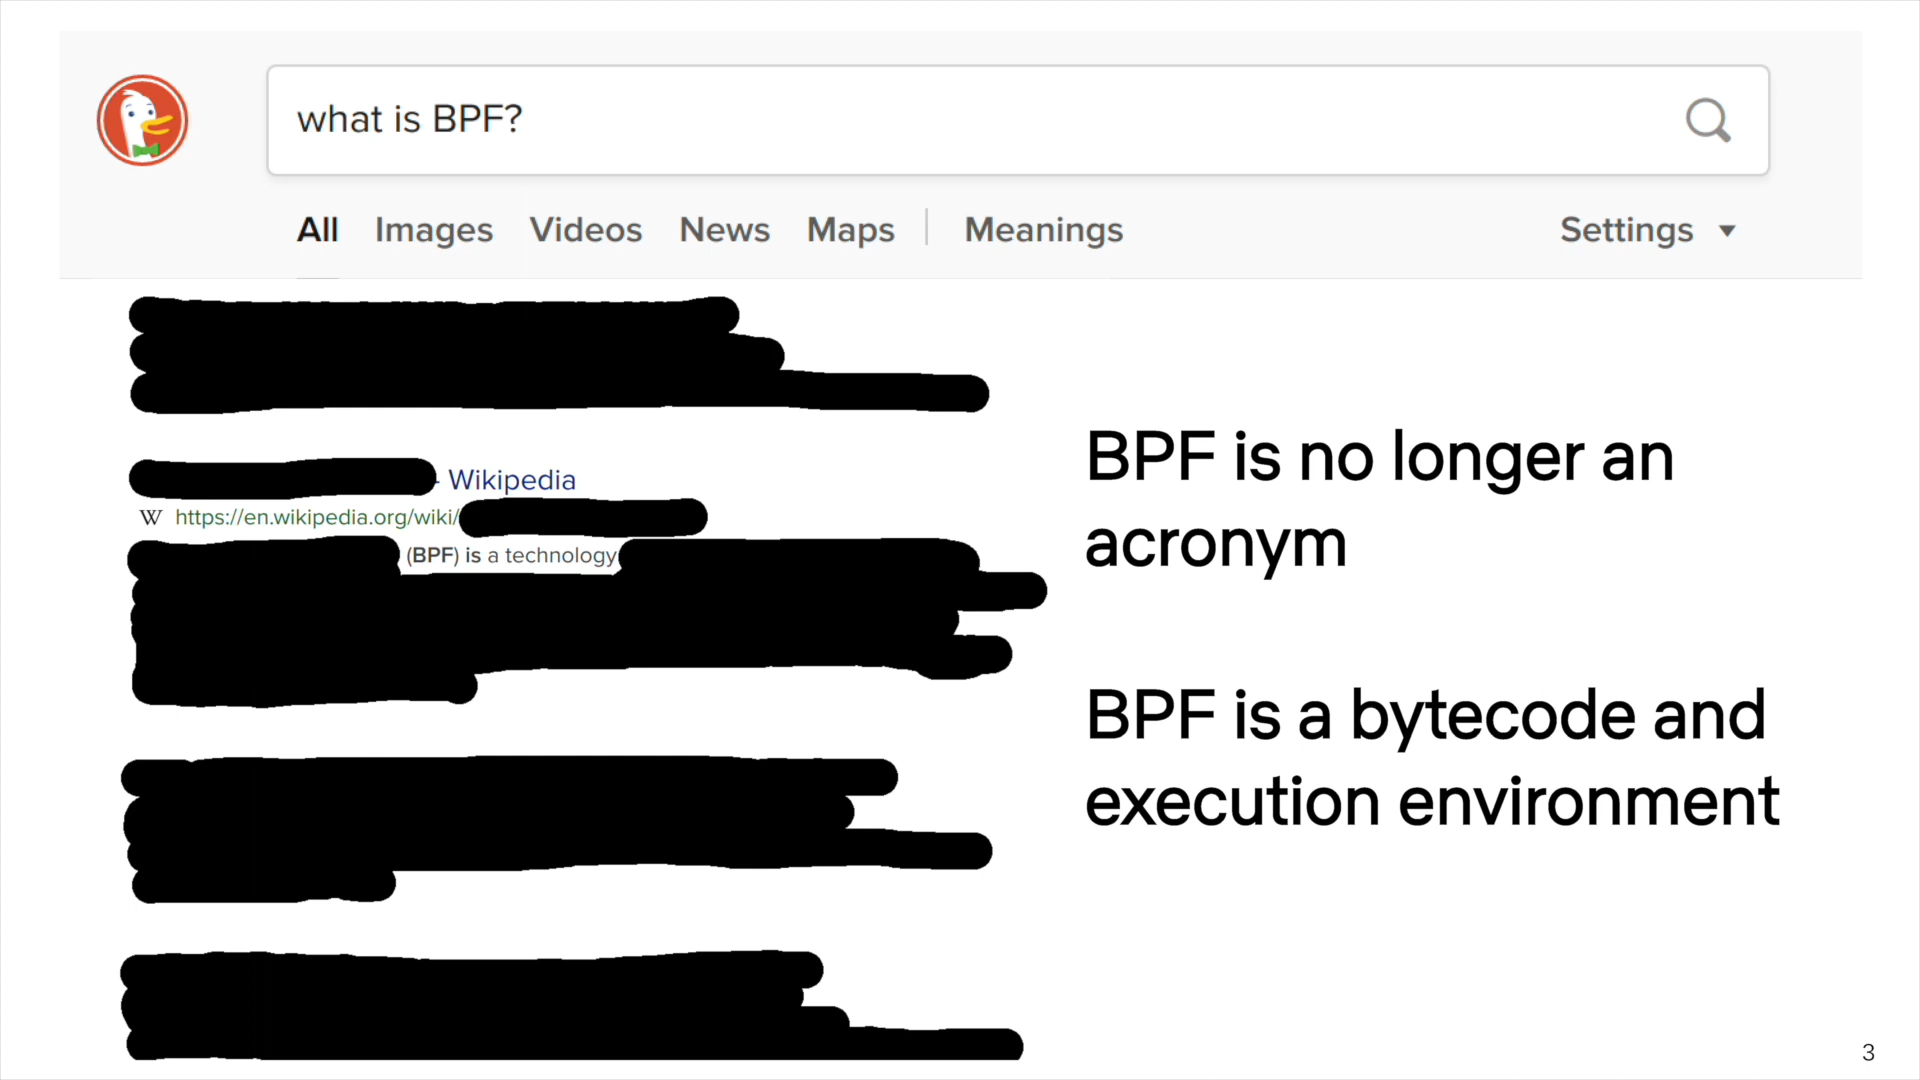 what is BPF?
All Images Videos News Maps Meanings Settings
- Wikipedia
W https://en.wikipedia.org/wiki/
(BPF) is a technology
BPF is no longer an
acronym
BPF is a bytecode and
execution environment
3